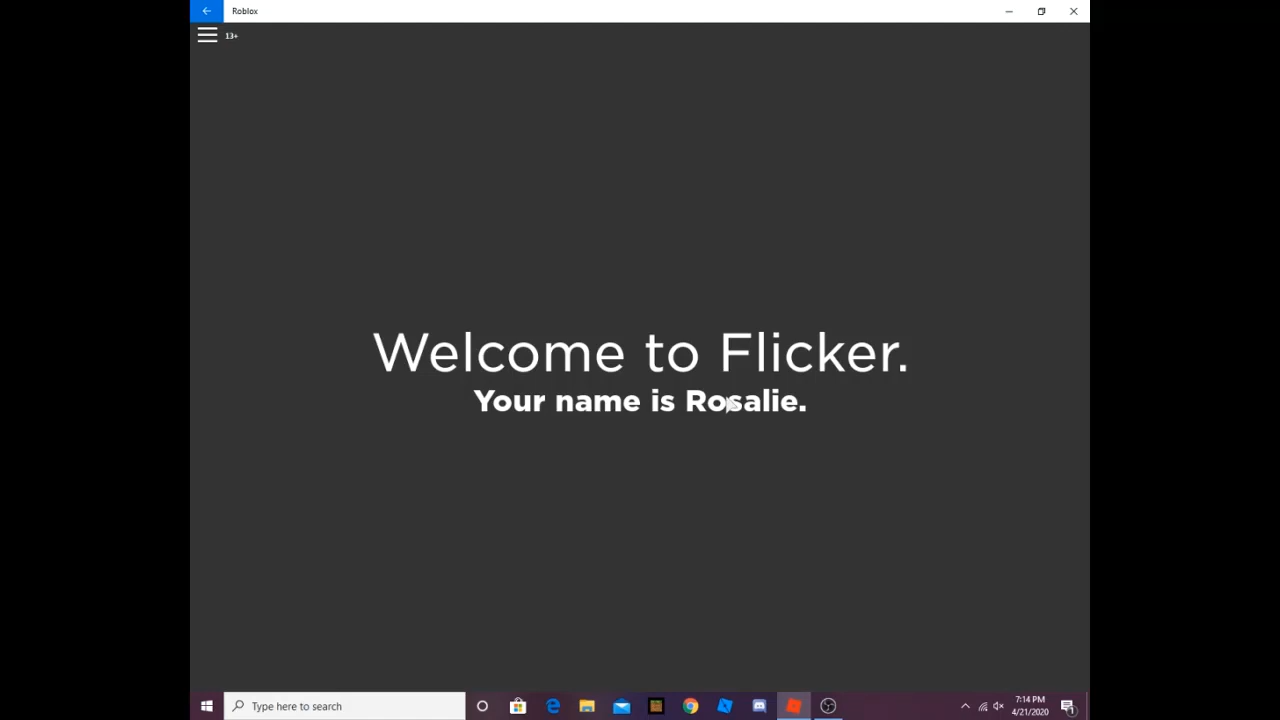 Roblox
13+
Welcome to Flicker.
Your name is Rosalie.
Type here to search
7:14 PM
4/21/2020
1